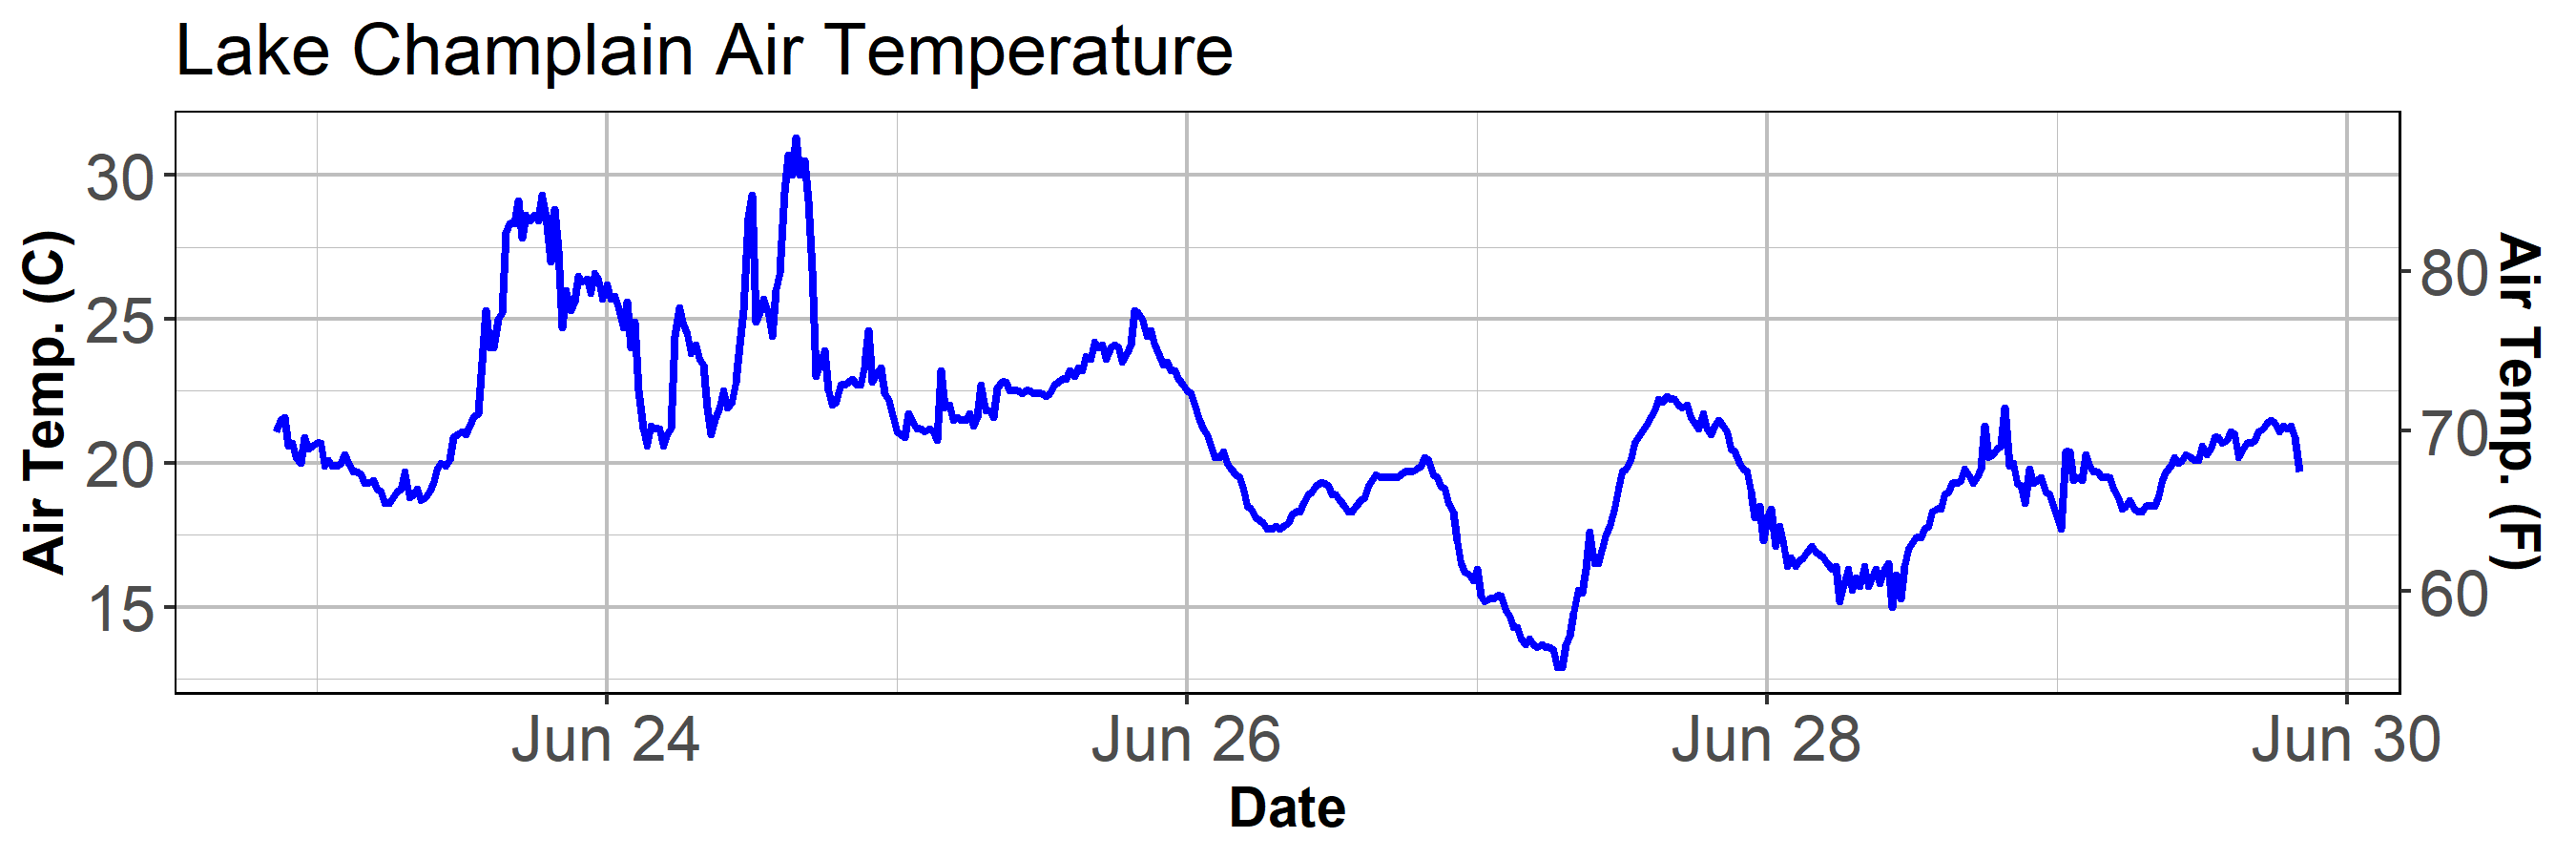 Lake Champlain Air Temperature
Air Temp. (C)
30
25
20
15
80
70
60
Air Temp. (F)
Jun 24
Jun 26
Jun 28
Jun 30
Date